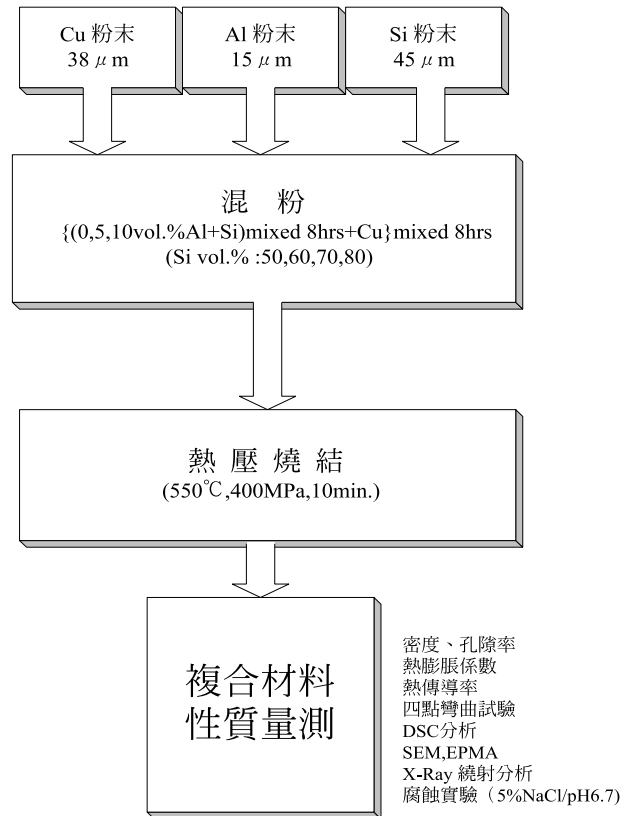 Cu 粉末
38 μm
Al 粉末
15 μm
Si 粉末
45 μm
混 粉
{(0,5,10vol.%Al+Si)mixed 8hrs+Cu}mixed 8hrs
(Si vol.% :50,60,70,80)
熱 壓 燒 結
(550℃,400MPa,10min.)
複合材料
性質量測
密度、孔隙率
熱膨脹係數
熱傳導率
四點彎曲試驗
DSC分析
SEM,EPMA
X-Ray 繞射分析
腐蝕實驗（5%NaCl/pH6.7)